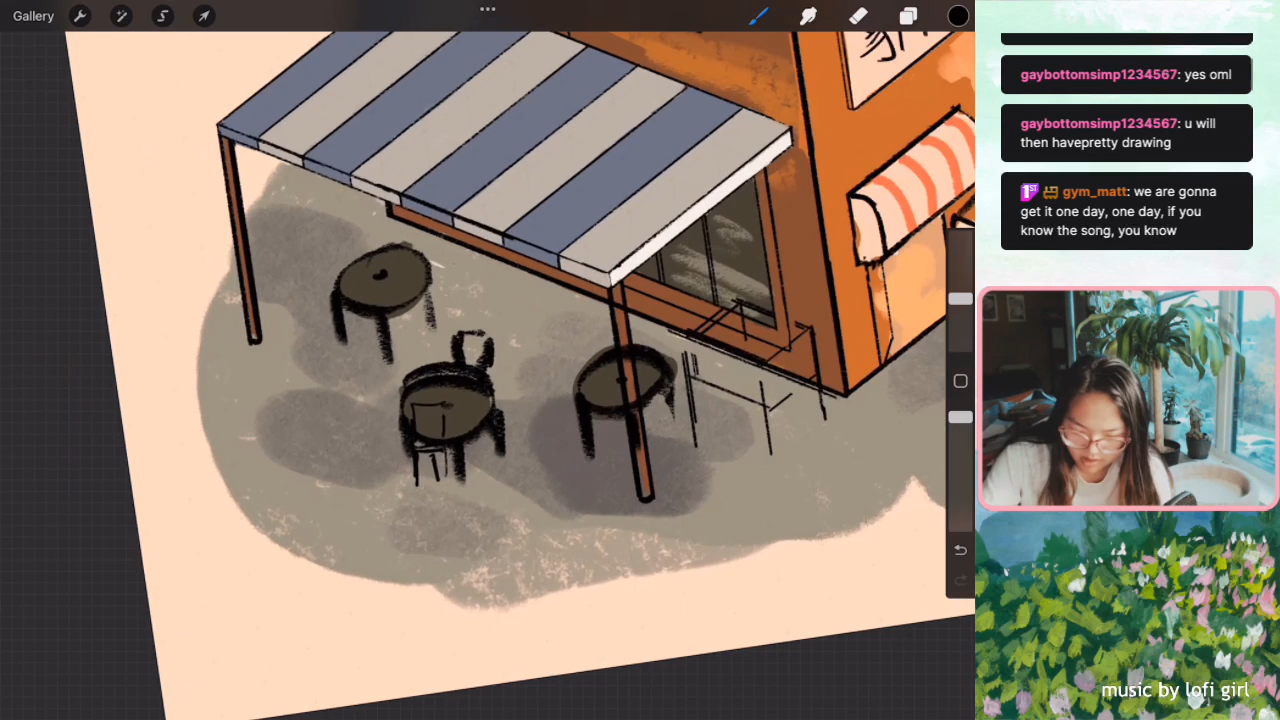 Gallery
gaybottomsimp1234567: yes oml
gaybottomsimp1234567: u will
then havepretty drawing
1ST gym_matt: we are gonna
get it one day, one day, if you
know the song, you know
music by lofi girl